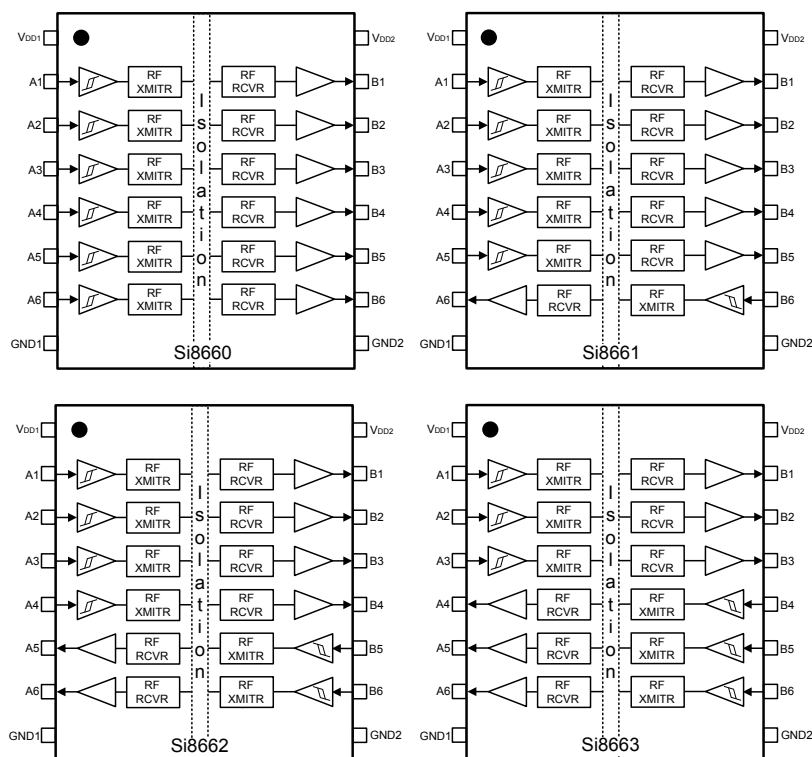 VDD1 VDD2
A1 RF XMITR RF RCVR B1
A2 RF XMITR RF RCVR B2
A3 RF XMITR RF RCVR B3
A4 RF XMITR RF RCVR B4
A5 RF XMITR RF RCVR B5
A6 RF XMITR RF RCVR B6
Isolation
GND1 GND2
Si8660
VDD1 VDD2
A1 RF XMITR RF RCVR B1
A2 RF XMITR RF RCVR B2
A3 RF XMITR RF RCVR B3
A4 RF XMITR RF RCVR B4
A5 RF XMITR RF RCVR B5
A6 RF RCVR RF XMITR B6
Isolation
GND1 GND2
Si8661
VDD1 VDD2
A1 RF XMITR RF RCVR B1
A2 RF XMITR RF RCVR B2
A3 RF XMITR RF RCVR B3
A4 RF XMITR RF RCVR B4
A5 RF RCVR RF XMITR B5
A6 RF RCVR RF XMITR B6
Isolation
GND1 GND2
Si8662
VDD1 VDD2
A1 RF XMITR RF RCVR B1
A2 RF XMITR RF RCVR B2
A3 RF XMITR RF RCVR B3
A4 RF RCVR RF XMITR B4
A5 RF RCVR RF XMITR B5
A6 RF RCVR RF XMITR B6
Isolation
GND1 GND2
Si8663